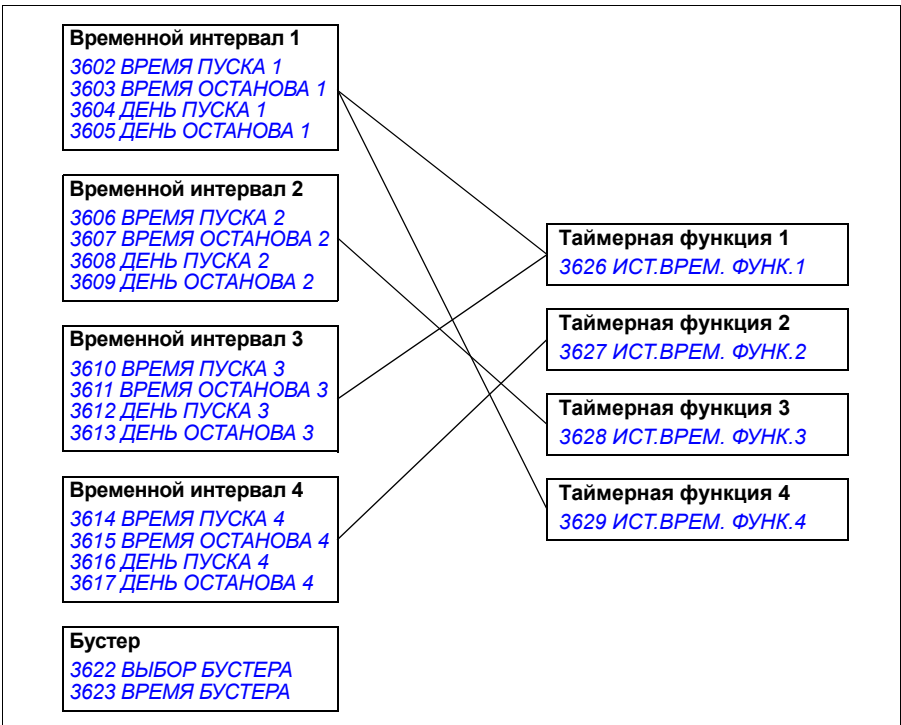 Временной интервал 1
3602 ВРЕМЯ ПУСКА 1
3603 ВРЕМЯ ОСТАНОВА 1
3604 ДЕНЬ ПУСКА 1
3605 ДЕНЬ ОСТАНОВА 1
Временной интервал 2
3606 ВРЕМЯ ПУСКА 2
3607 ВРЕМЯ ОСТАНОВА 2
3608 ДЕНЬ ПУСКА 2
3609 ДЕНЬ ОСТАНОВА 2
Временной интервал 3
3610 ВРЕМЯ ПУСКА 3
3611 ВРЕМЯ ОСТАНОВА 3
3612 ДЕНЬ ПУСКА 3
3613 ДЕНЬ ОСТАНОВА 3
Временной интервал 4
3614 ВРЕМЯ ПУСКА 4
3615 ВРЕМЯ ОСТАНОВА 4
3616 ДЕНЬ ПУСКА 4
3617 ДЕНЬ ОСТАНОВА 4
Бустер
3622 ВЫБОР БУСТЕРА
3623 ВРЕМЯ БУСТЕРА
Таймерная функция 1
3626 ИСТ.ВРЕМ. ФУНК.1
Таймерная функция 2
3627 ИСТ.ВРЕМ. ФУНК.2
Таймерная функция 3
3628 ИСТ.ВРЕМ. ФУНК.3
Таймерная функция 4
3629 ИСТ.ВРЕМ. ФУНК.4